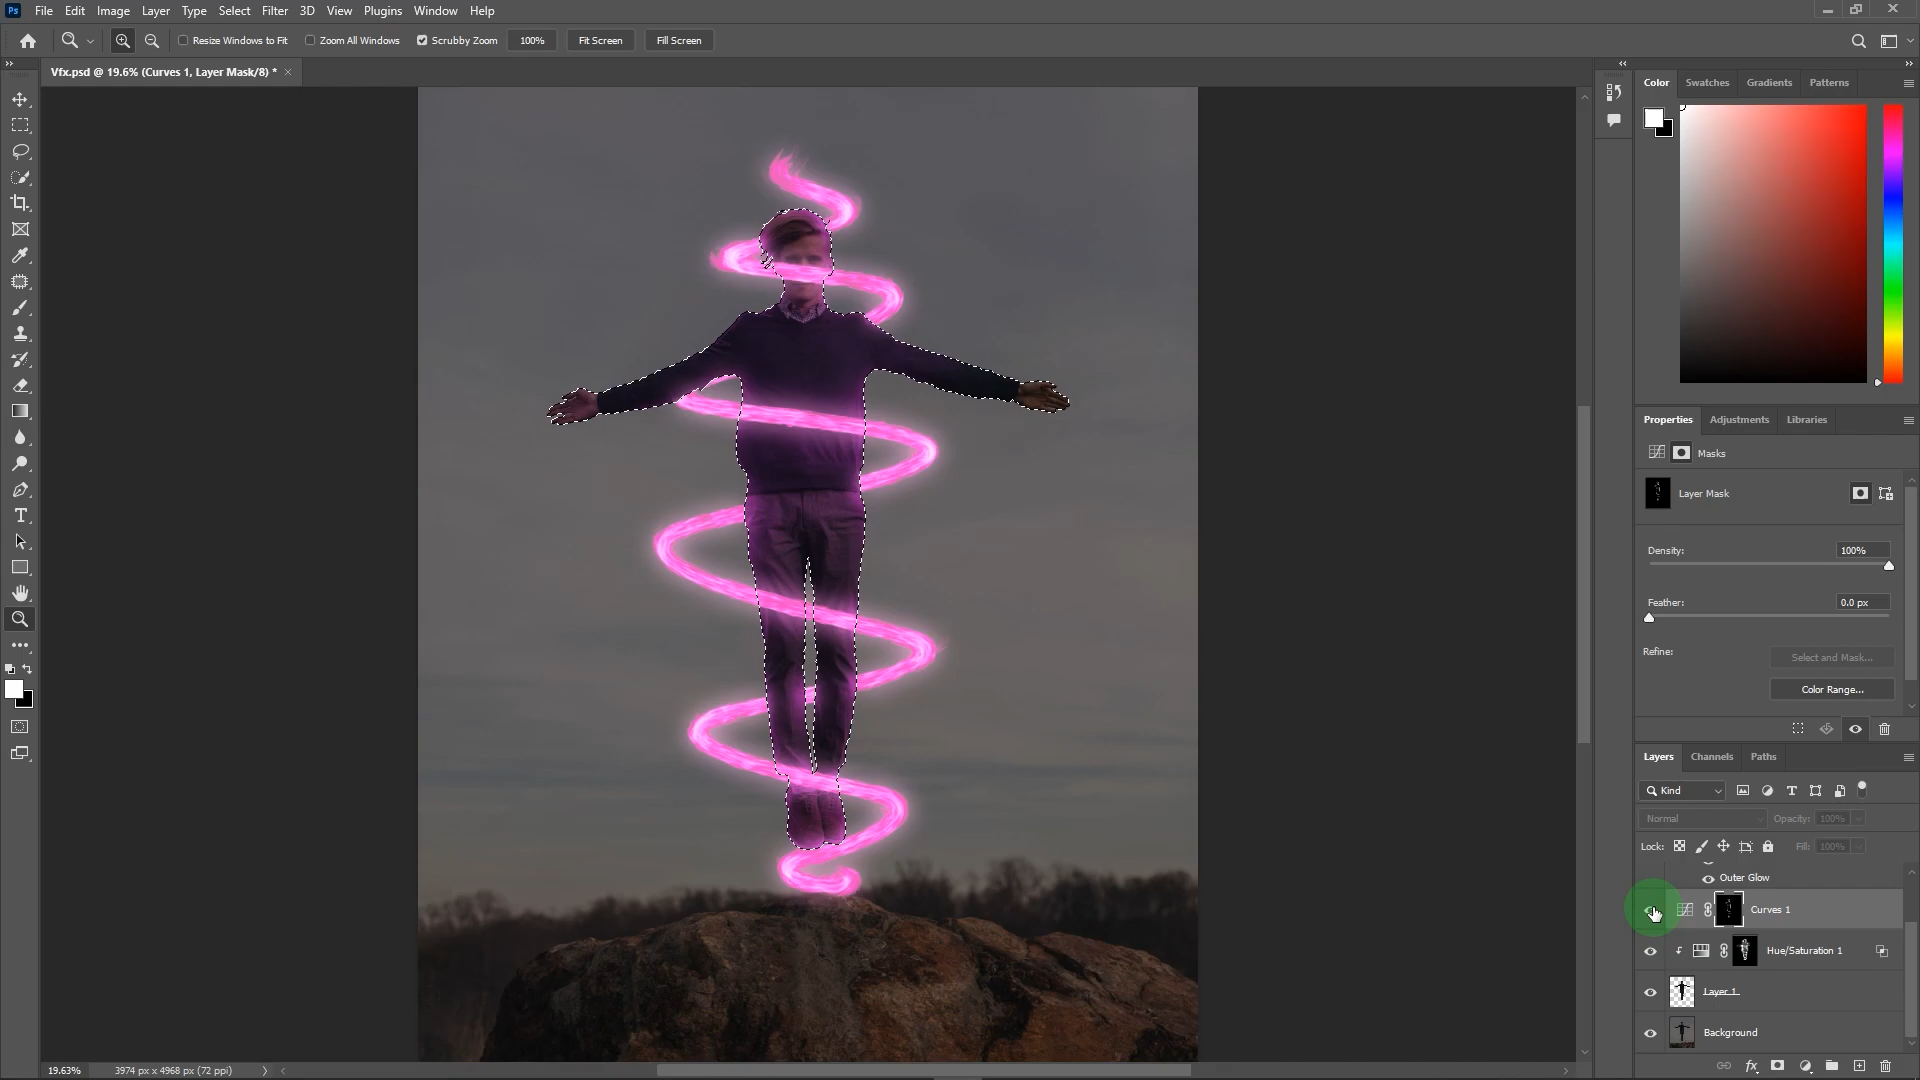 Ps File Edit Image Layer Type Select Filter 3D View Plugins Window Help
Resize Windows to Fit Zoom All Windows Scrubby Zoom 100% Fit Screen Fill Screen
Vfx.psd @ 19.6% (Curves 1, Layer Mask/8) * ×
Color Swatches Gradients Patterns
Properties Adjustments Libraries
Masks
Layer Mask
Density: 100%
Feather: 0.0 px
Refine: Select and Mask...
Color Range...
Layers Channels Paths
Kind
Normal Opacity: 100%
Lock: Fill: 100%
Outer Glow
Curves 1
Hue/Saturation 1
Layer 1
Background
19.63% 3974 px x 4968 px (72 ppi)